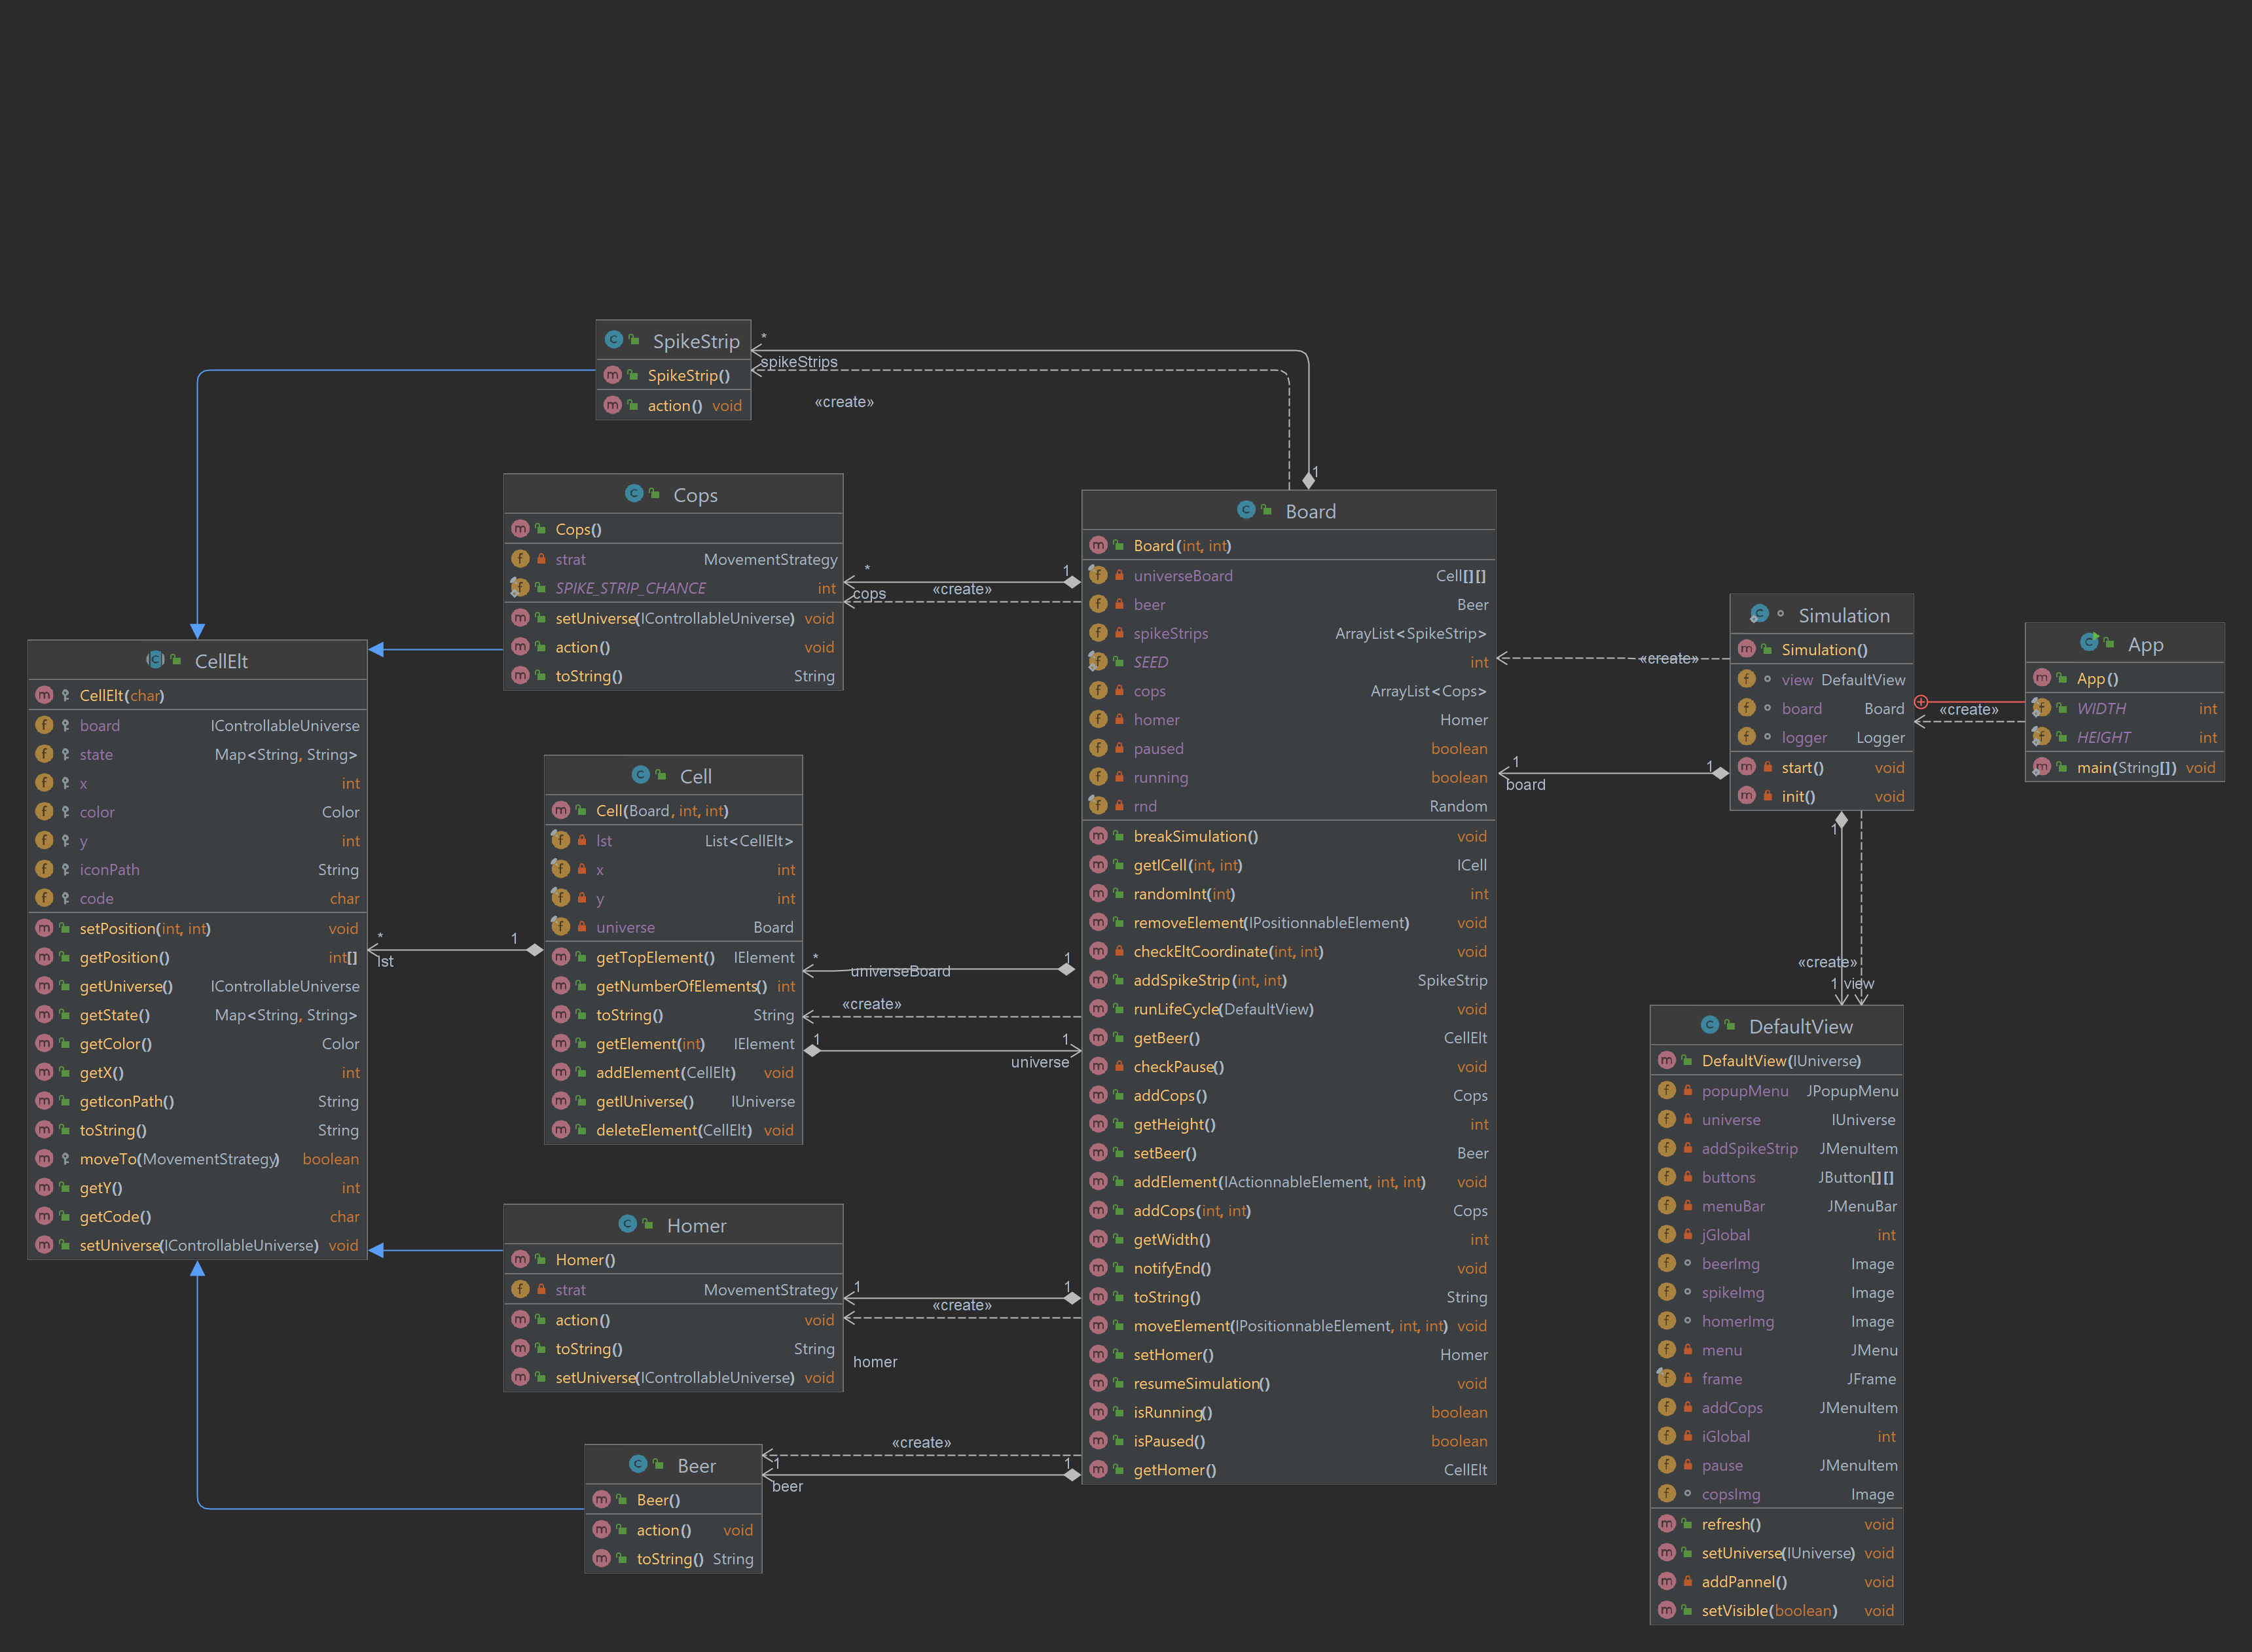 SpikeStrip
SpikeStrip()
action() void
*
spikeStrips
«create»
1
Cops
Cops()
strat MovementStrategy
SPIKE_STRIP_CHANCE int
setUniverse(IControllableUniverse) void
action() void
toString() String
*
cops
«create»
1
CellElt
CellElt(char)
board IControllableUniverse
state Map<String, String>
x int
color Color
y int
iconPath String
code char
setPosition(int, int) void
getPosition() int[]
getUniverse() IControllableUniverse
getState() Map<String, String>
getColor() Color
getX() int
getIconPath() String
toString() String
moveTo(MovementStrategy) boolean
getY() int
getCode() char
setUniverse(IControllableUniverse) void
*
lst
1
Cell
Cell(Board, int, int)
lst List<CellElt>
x int
y int
universe Board
getTopElement() IElement
getNumberOfElements() int
toString() String
getElement(int) IElement
addElement(CellElt) void
getIUniverse() IUniverse
deleteElement(CellElt) void
*
universeBoard
1
«create»
1
universe
1
Homer
Homer()
strat MovementStrategy
action() void
toString() String
setUniverse(IControllableUniverse) void
1
«create»
1
homer
Beer
Beer()
action() void
toString() String
«create»
1
beer
1
Board
Board(int, int)
universeBoard Cell[][]
beer Beer
spikeStrips ArrayList<SpikeStrip>
SEED int
cops ArrayList<Cops>
homer Homer
paused boolean
running boolean
rnd Random
breakSimulation() void
getICell(int, int) ICell
randomInt(int) int
removeElement(IPositionnableElement) void
checkEltCoordinate(int, int) void
addSpikeStrip(int, int) SpikeStrip
runLifeCycle(DefaultView) void
getBeer() CellElt
checkPause() void
addCops() Cops
getHeight() int
setBeer() Beer
addElement(IActionnableElement, int, int) void
addCops(int, int) Cops
getWidth() int
notifyEnd() void
toString() String
moveElement(IPositionnableElement, int, int) void
setHomer() Homer
resumeSimulation() void
isRunning() boolean
isPaused() boolean
getHomer() CellElt
«create»
1
board
1
Simulation
Simulation()
view DefaultView
board Board
logger Logger
start() void
init() void
«create»
App
App()
WIDTH int
HEIGHT int
main(String[]) void
1
«create»
1 view
DefaultView
DefaultView(IUniverse)
popupMenu JPopupMenu
universe IUniverse
addSpikeStrip JMenuItem
buttons JButton[][]
menuBar JMenuBar
jGlobal int
beerImg Image
spikeImg Image
homerImg Image
menu JMenu
frame JFrame
addCops JMenuItem
iGlobal int
pause JMenuItem
copsImg Image
refresh() void
setUniverse(IUniverse) void
addPannel() void
setVisible(boolean) void